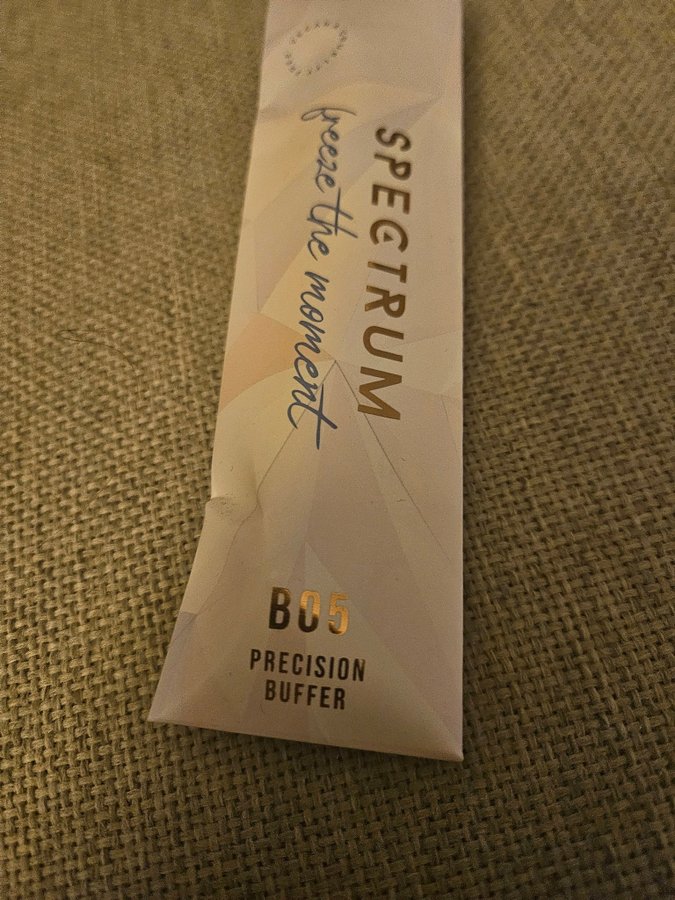 SPECTRUM
freeze the moment
B05
PRECISION
BUFFER